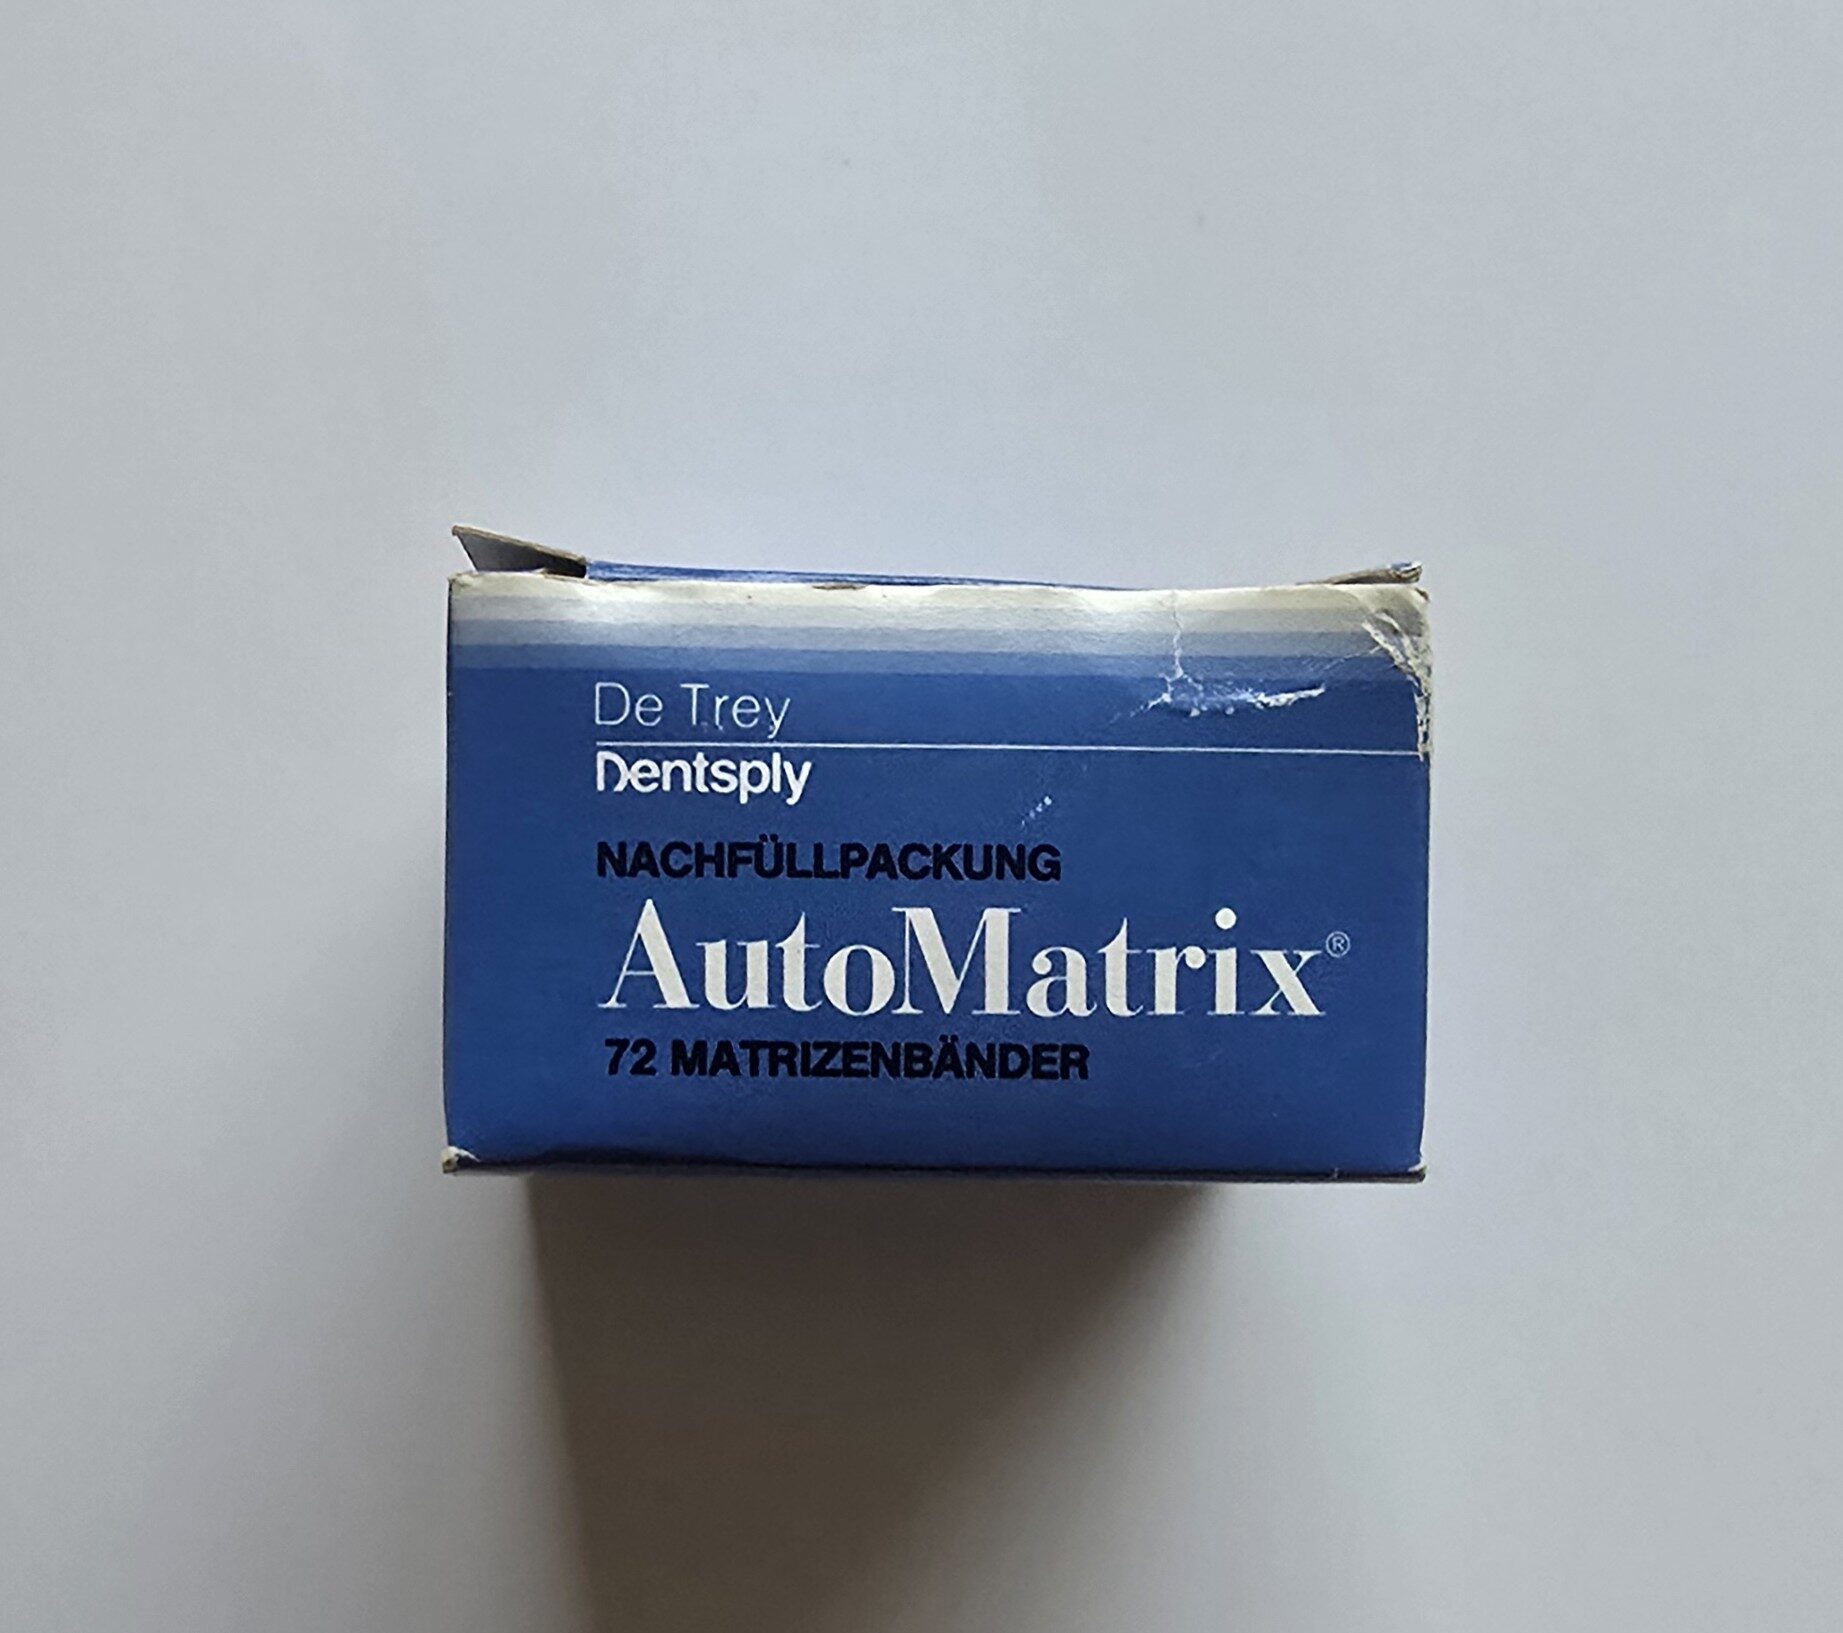 De Trey
Dentsply
NACHFÜLLPACKUNG
AutoMatrix®
72 MATRIZENBÄNDER